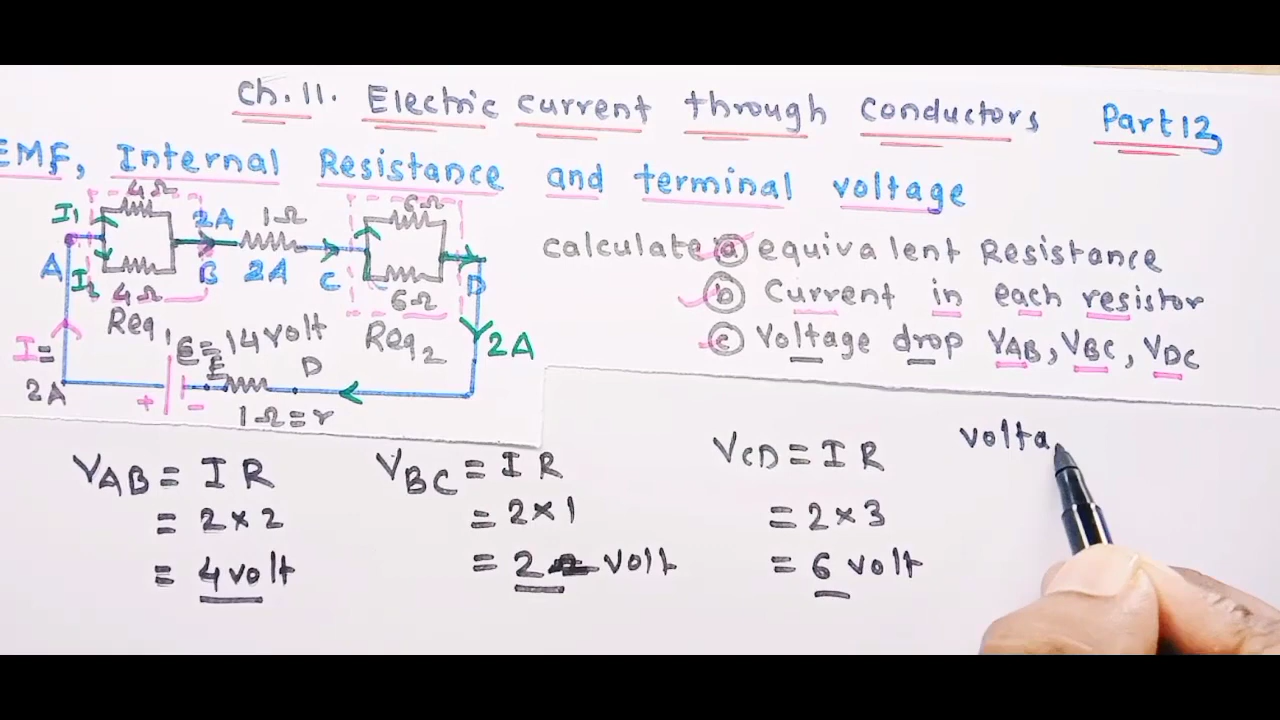 Ch. 11. Electric current through conductors Part 12
EMF, Internal Resistance and terminal voltage
4Ω
6Ω
I₁ 2A 1Ω
A B 2A C D
I₂
4Ω 6Ω
Req₁ Req₂
I = 2A
Ɛ = 14 volt
E D
+ -
1Ω = r
2A
calculate (a) equivalent Resistance
(b) Current in each resistor
(c) Voltage drop VAB, VBC, VDC
VAB = I R
= 2 × 2
= 4 volt
VBC = I R
= 2 × 1
= 2 volt
VCD = I R
= 2 × 3
= 6 volt
volta